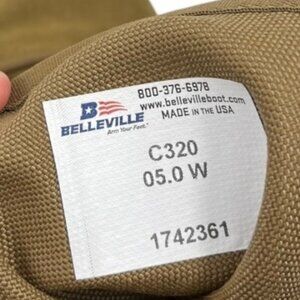 800-376-6978
www.bellevilleboot.com
MADE IN THE USA
B
BELLEVILLE
Arm Your Feet.
C320
05.0 W
1742361